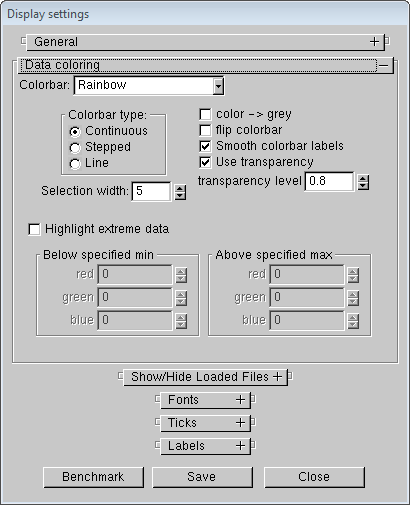 Display settings
General +
Data coloring −
Colorbar: Rainbow
Colorbar type:
Continuous
Stepped
Line
color -> grey
flip colorbar
Smooth colorbar labels
Use transparency
Selection width: 5
transparency level 0.8
Highlight extreme data
Below specified min
red 0
green 0
blue 0
Above specified max
red 0
green 0
blue 0
Show/Hide Loaded Files +
Fonts +
Ticks +
Labels +
Benchmark Save Close